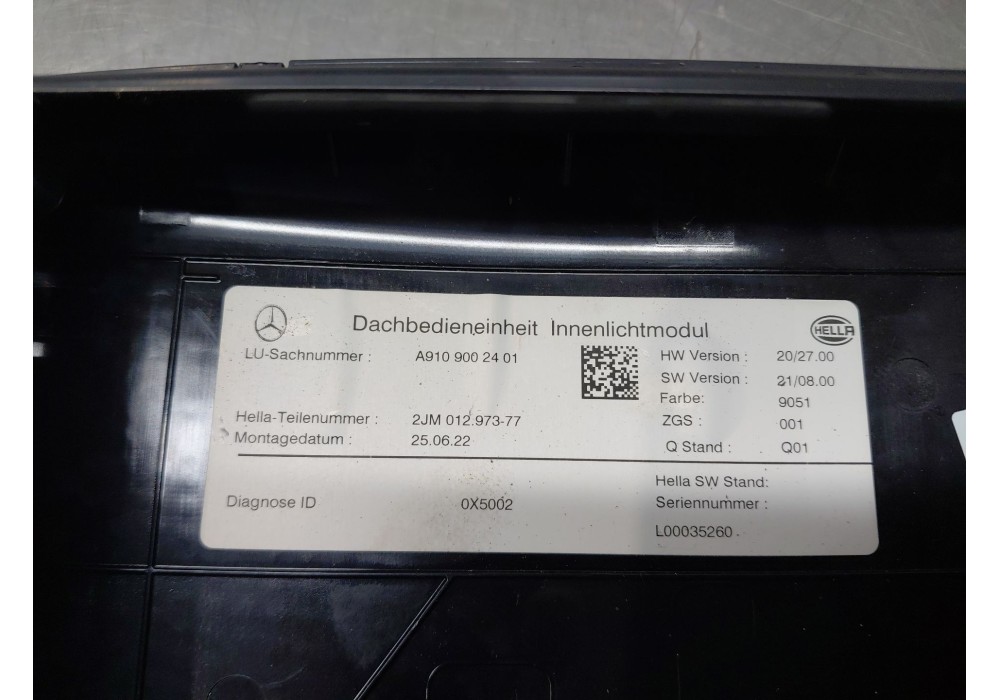 Dachbedieneinheit Innenlichtmodul
HELLA
LU-Sachnummer : A910 900 24 01
HW Version : 20/27.00
SW Version : 21/08.00
Farbe: 9051
Hella-Teilenummer : 2JM 012.973-77
ZGS : 001
Montagedatum : 25.06.22
Q Stand : Q01
Hella SW Stand:
Diagnose ID 0X5002
Seriennummer :
L00035260